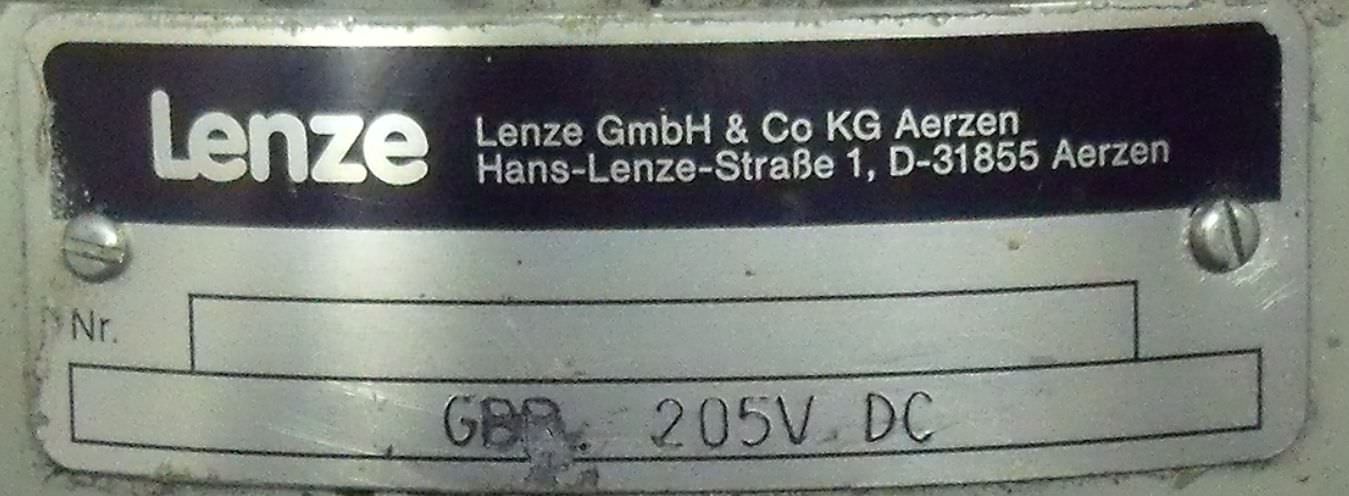 Lenze
Lenze GmbH & Co KG Aerzen
Hans-Lenze-Straße 1, D-31855 Aerzen
Nr.
205V DC